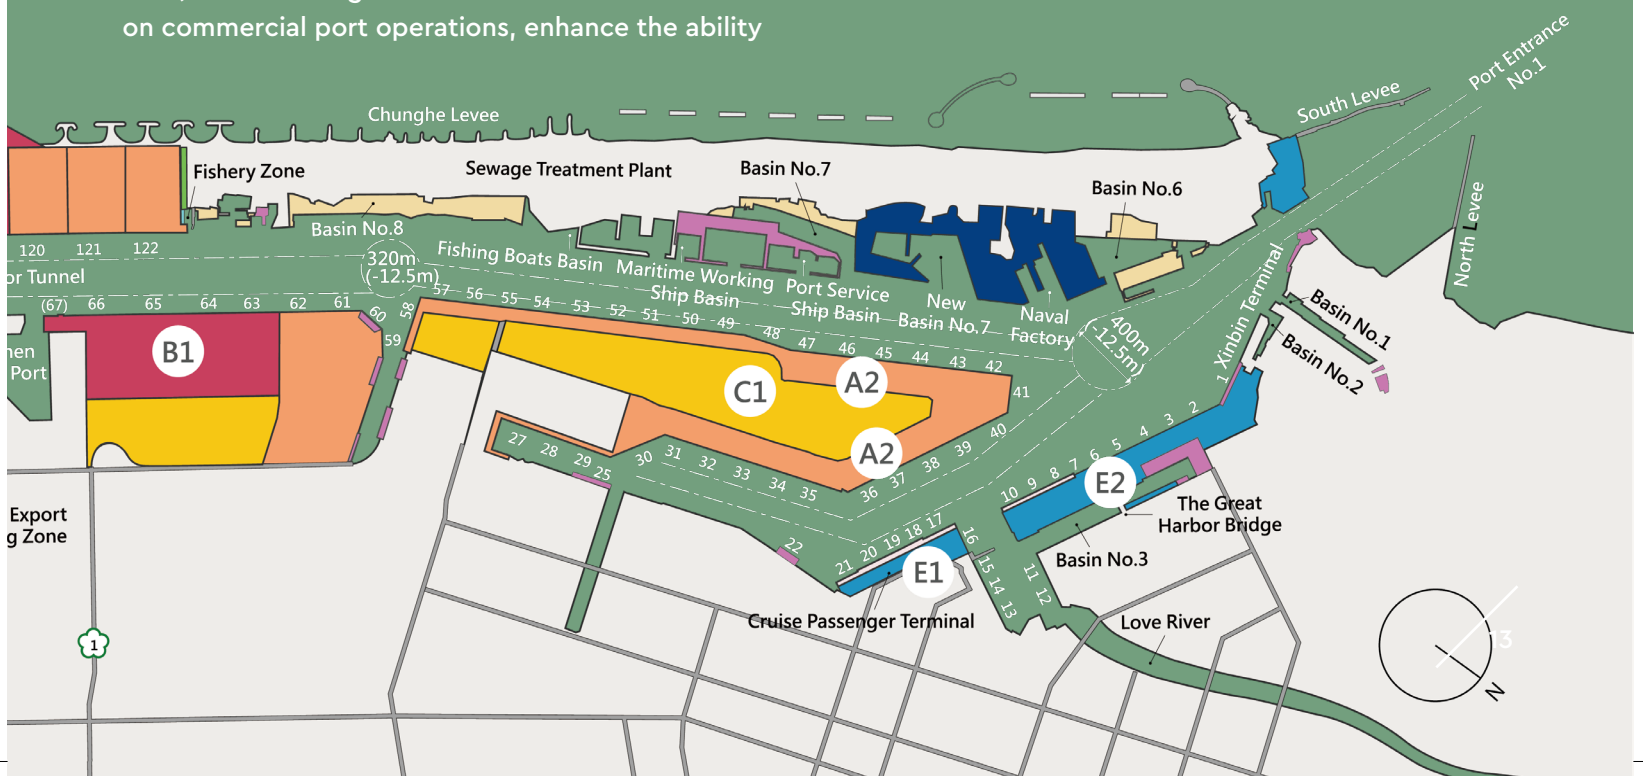 on commercial port operations, enhance the ability
Port Entrance
No.1
South Levee
Chunghe Levee
North Levee
Fishery Zone
Sewage Treatment Plant
Basin No.7
Basin No.6
Basin No.8
120
121
122
or Tunnel
320m
(-12.5m)
Fishing Boats Basin
Maritime Working
Ship Basin
Port Service
Ship Basin
New
Basin No.7
Naval
Factory
400m
(-12.5m)
Xinbin Terminal
Basin No.1
Basin No.2
(67)
66
65
64
63
62
61
60
59
58
57
56
55
54
53
52
51
50
49
48
47
46
45
44
43
42
41
40
39
38
37
36
35
34
33
32
31
30
29
28
27
25
22
21
20
19
18
17
16
15
14
13
12
11
10
9
8
7
6
5
4
3
2
1
B1
C1
A2
A2
E2
E1
Port
Export
g Zone
The Great
Harbor Bridge
Basin No.3
Cruise Passenger Terminal
Love River
1
13
N